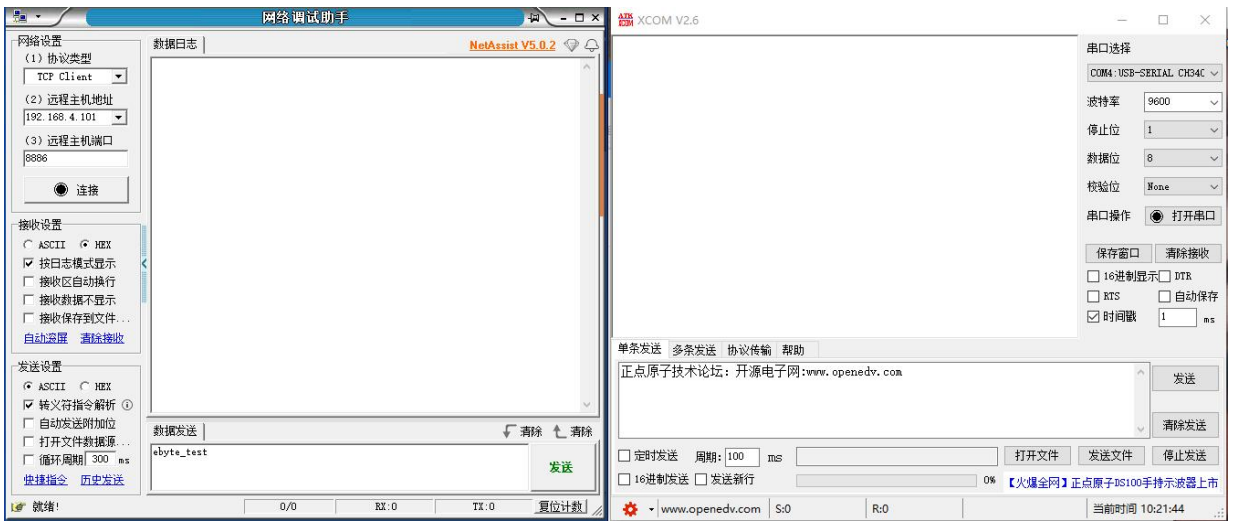 网络调试助手
网络设置
(1) 协议类型
TCP Client
(2) 远程主机地址
192.168.4.101
(3) 远程主机端口
8886
连接
接收设置
ASCII HEX
按日志模式显示
接收区自动换行
接收数据不显示
接收保存到文件...
自动滚屏 清除接收
发送设置
ASCII HEX
转义符指令解析
自动发送附加位
打开文件数据源...
循环周期 300 ms
快捷指令 历史发送
数据日志
NetAssist V5.0.2
数据发送
清除 清除
ebyte_test
发送
就绪!
0/0
RX:0
TX:0
复位计数
ATK XCOM
XCOM V2.6
串口选择
COM4:USB-SERIAL CH34C
波特率 9600
停止位 1
数据位 8
校验位 None
串口操作 打开串口
保存窗口 清除接收
16进制显示 DTR
RTS 自动保存
时间戳 1 ms
单条发送 多条发送 协议传输 帮助
正点原子技术论坛：开源电子网:www.openedv.com
发送
清除发送
定时发送 周期: 100 ms
打开文件 发送文件 停止发送
16进制发送 发送新行
0% 【火爆全网】正点原子DS100手持示波器上市
www.openedv.com S:0 R:0 当前时间 10:21:44